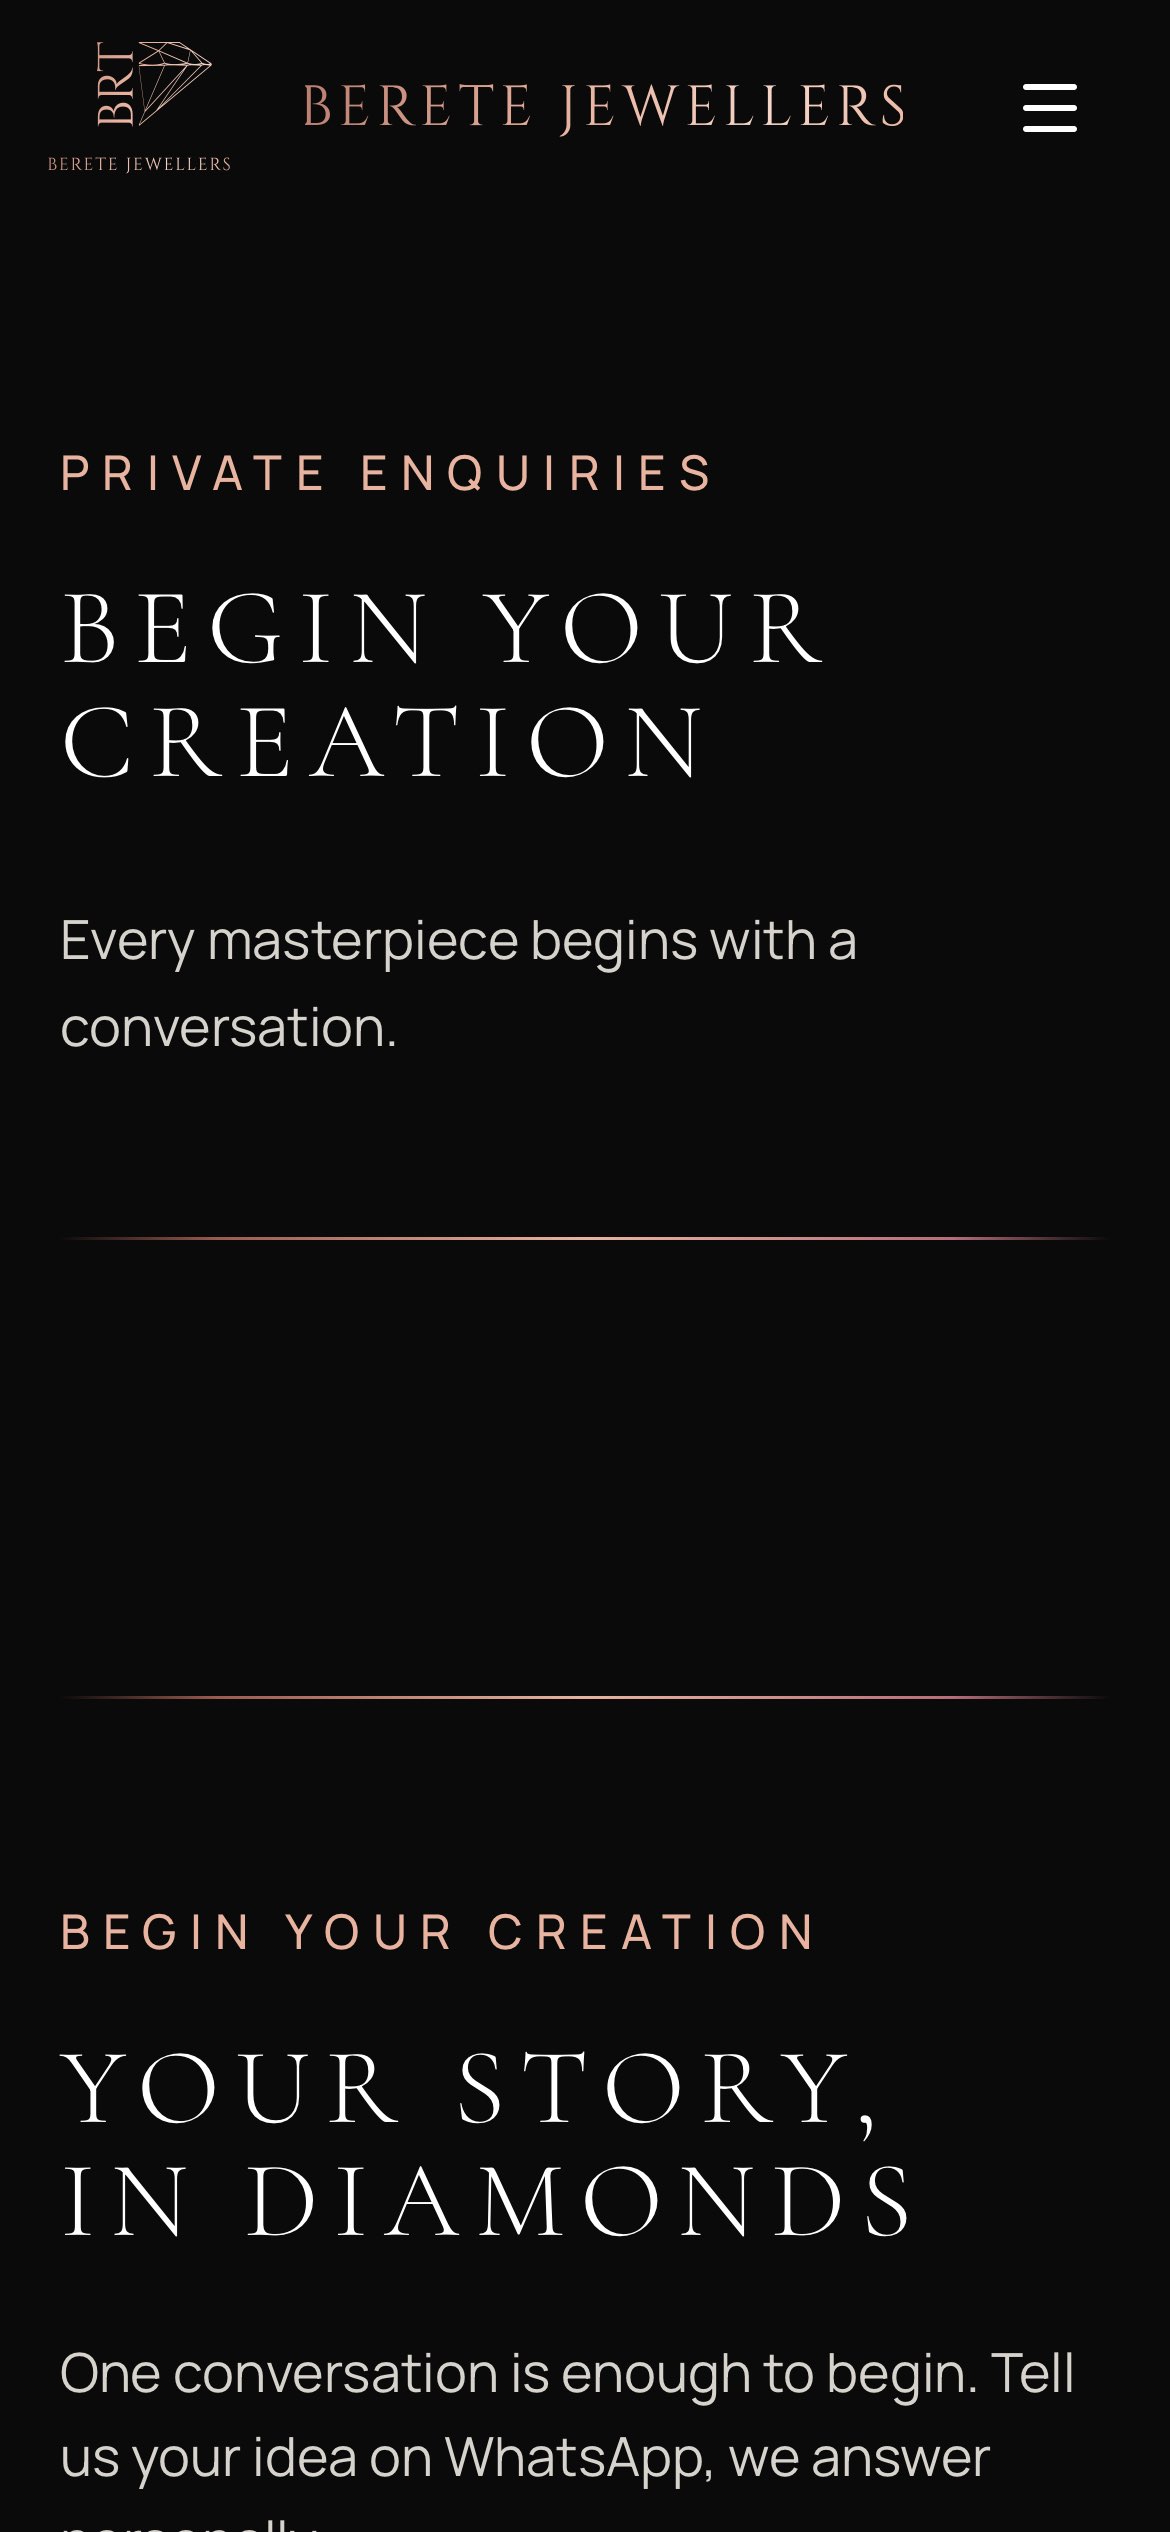 BRT
BERETE JEWELLERS
BERETE JEWELLERS
PRIVATE ENQUIRIES
BEGIN YOUR
CREATION
Every masterpiece begins with a
conversation.
BEGIN YOUR CREATION
YOUR STORY,
IN DIAMONDS
One conversation is enough to begin. Tell
us your idea on WhatsApp, we answer